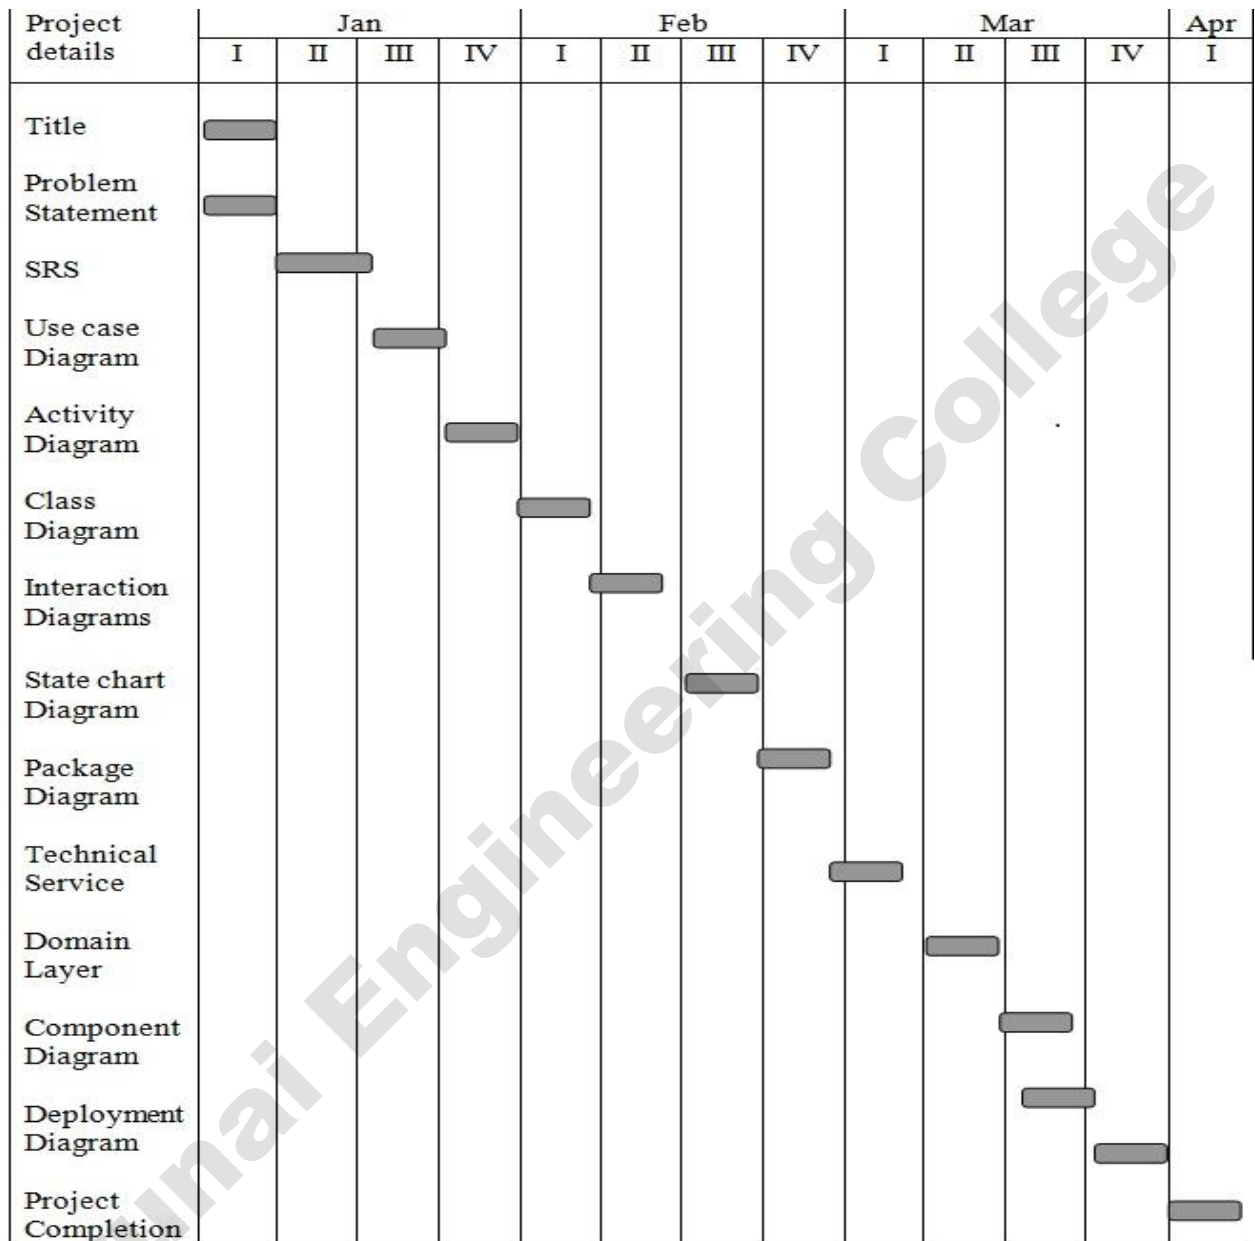 Project details
Jan Feb Mar Apr
I II III IV I II III IV I II III IV I
Title
Problem
Statement
SRS
Use case
Diagram
Activity
Diagram
Class
Diagram
Interaction
Diagrams
State chart
Diagram
Package
Diagram
Technical
Service
Domain
Layer
Component
Diagram
Deployment
Diagram
Project
Completion
Engineering College